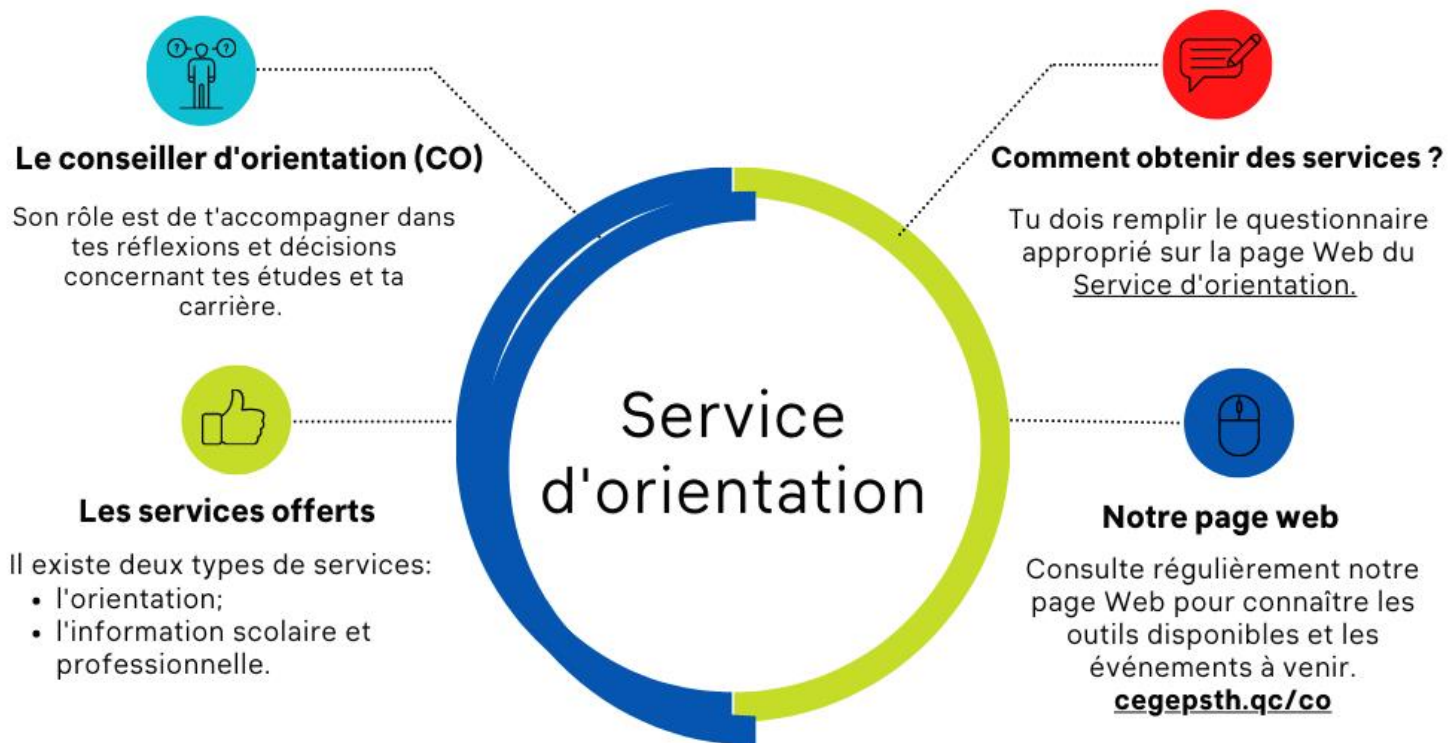 Le conseiller d'orientation (CO)
Son rôle est de t'accompagner dans
tes réflexions et décisions
concernant tes études et ta
carrière.
Les services offerts
Il existe deux types de services:
• l'orientation;
• l'information scolaire et
professionnelle.
Service
d'orientation
Comment obtenir des services ?
Tu dois remplir le questionnaire
approprié sur la page Web du
Service d'orientation.
Notre page web
Consulte régulièrement notre
page Web pour connaître les
outils disponibles et les
événements à venir.
cegepsth.qc/co